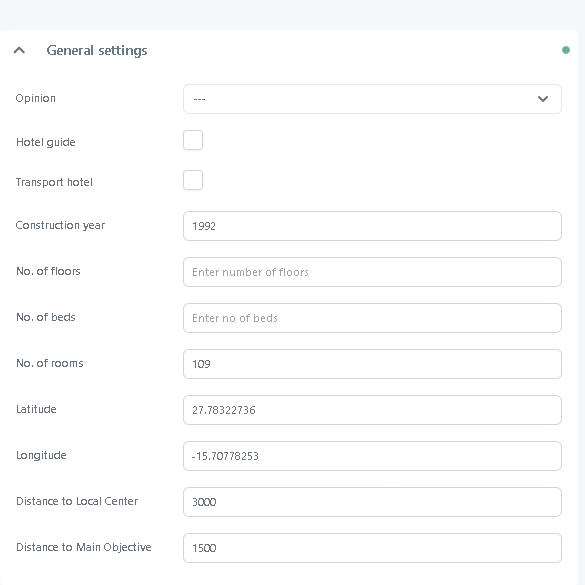 General settings
Opinion ---
Hotel guide
Transport hotel
Construction year 1992
No. of floors Enter number of floors
No. of beds Enter no of beds
No. of rooms 109
Latitude 27.78322736
Longitude -15.70778253
Distance to Local Center 3000
Distance to Main Objective 1500